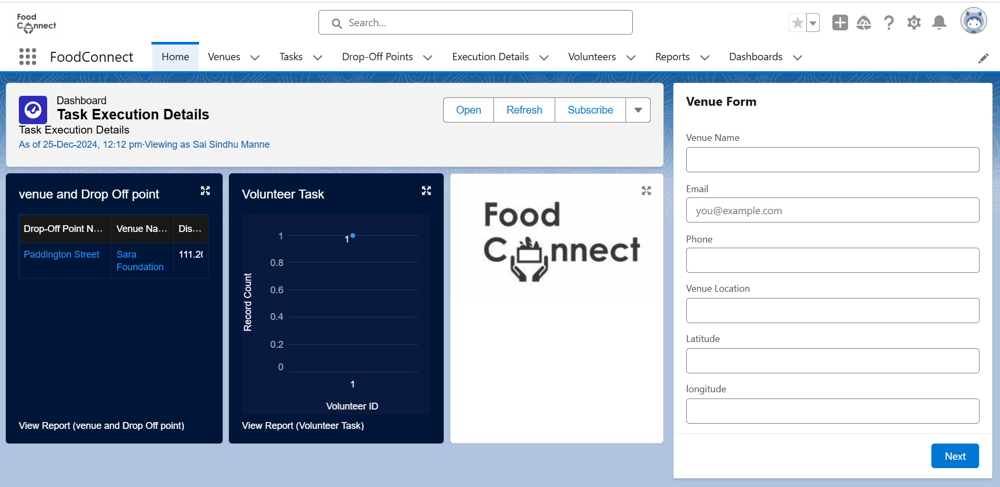 Food
Connect
Search...
FoodConnect
Home
Venues
Tasks
Drop-Off Points
Execution Details
Volunteers
Reports
Dashboards
Dashboard
Task Execution Details
Task Execution Details
As of 25-Dec-2024, 12:12 pm·Viewing as Sai Sindhu Manne
Open
Refresh
Subscribe
venue and Drop Off point
Drop-Off Point N...
Venue Na...
Dis...
Paddington Street
Sara
Foundation
111.20
View Report (venue and Drop Off point)
Volunteer Task
Record Count
1
0.8
0.6
0.4
0.2
0
1
1
Volunteer ID
View Report (Volunteer Task)
Food
Connect
Venue Form
Venue Name
Email
you@example.com
Phone
Venue Location
Latitude
longitude
Next